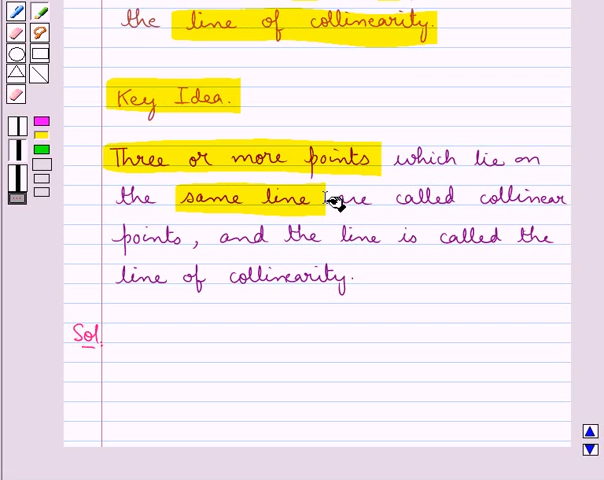 the line of collinearity.
Key Idea.
Three or more points which lie on
the same line are called collinear
points, and the line is called the
line of collinearity.
Sol.